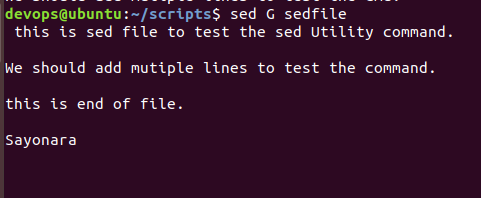 devops@ubuntu:~/scripts$ sed G sedfile
this is sed file to test the sed Utility command.
We should add mutiple lines to test the command.
this is end of file.
Sayonara